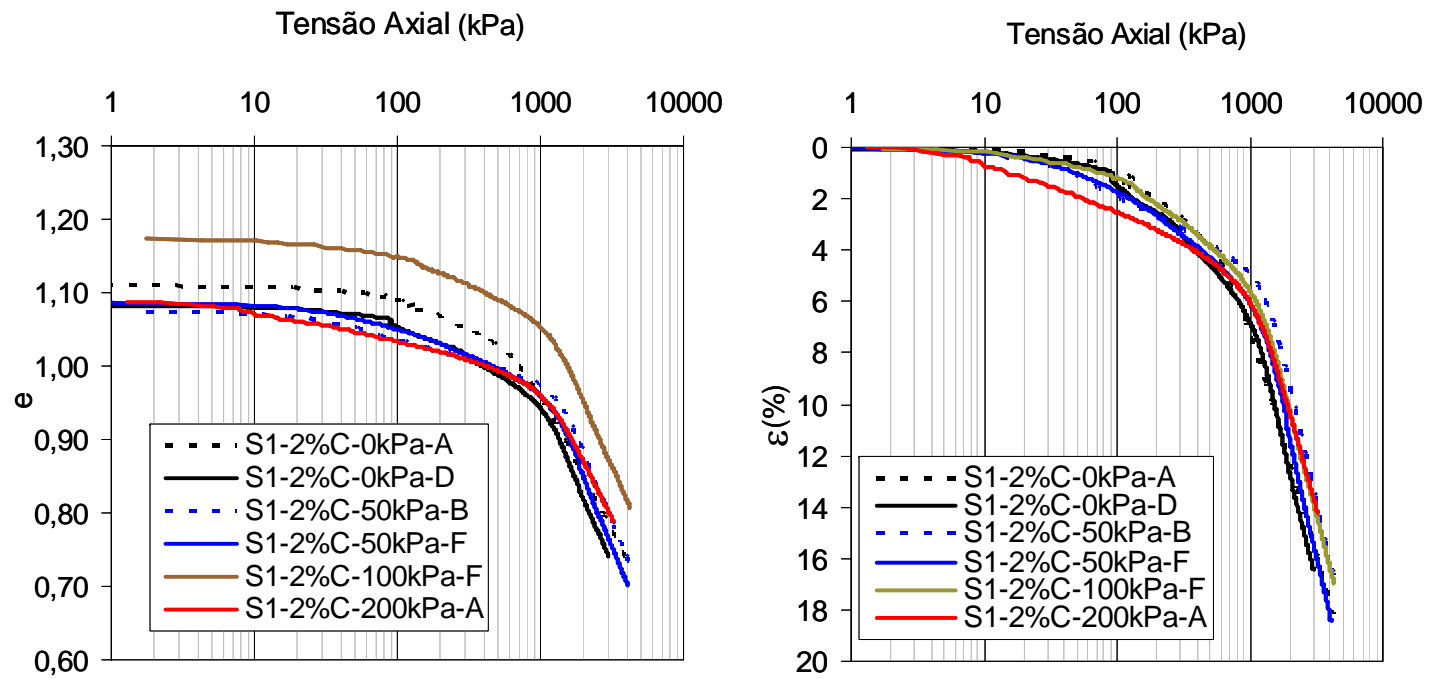 Tensão Axial (kPa)
1 10 100 1000 10000
1,30
1,20
1,10
1,00
0,90
0,80
0,70
0,60
e
S1-2%C-0kPa-A
S1-2%C-0kPa-D
S1-2%C-50kPa-B
S1-2%C-50kPa-F
S1-2%C-100kPa-F
S1-2%C-200kPa-A
Tensão Axial (kPa)
1 10 100 1000 10000
0
2
4
6
8
10
12
14
16
18
20
ε(%)
S1-2%C-0kPa-A
S1-2%C-0kPa-D
S1-2%C-50kPa-B
S1-2%C-50kPa-F
S1-2%C-100kPa-F
S1-2%C-200kPa-A